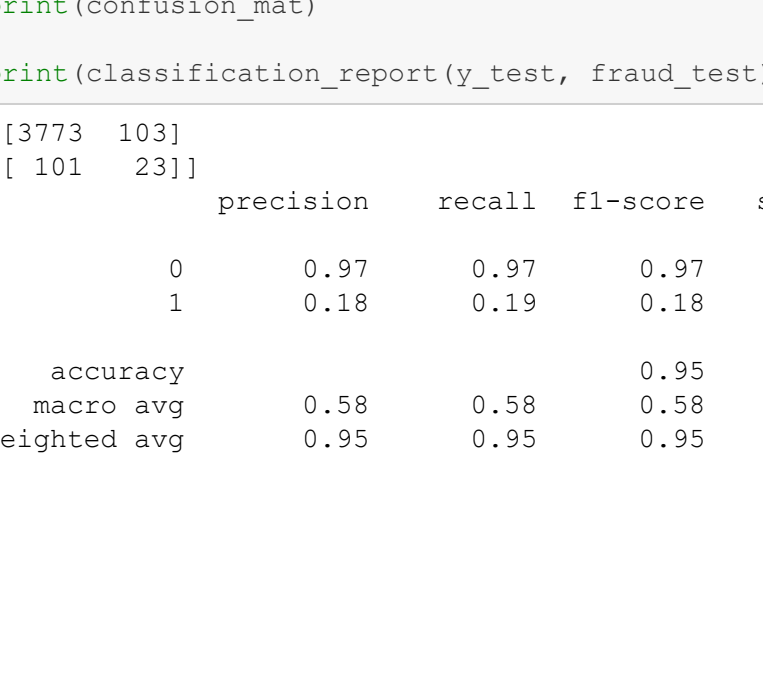 print(confusion_mat)
print(classification_report(y_test, fraud_test)
[3773 103]
[ 101 23]]
precision recall f1-score
0 0.97 0.97 0.97
1 0.18 0.19 0.18
accuracy 0.95
macro avg 0.58 0.58 0.58
eighted avg 0.95 0.95 0.95